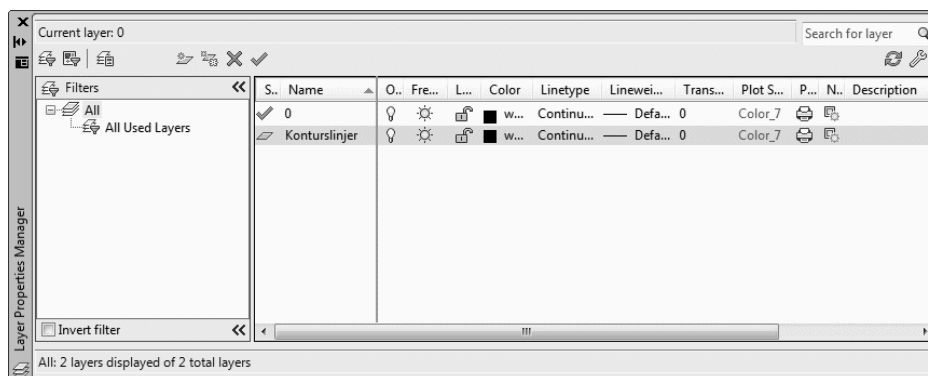 Current layer: 0
Search for layer
Filters
All
All Used Layers
Invert filter
S.. Name O.. Fre... L... Color Linetype Linewei... Trans... Plot S... P... N.. Description
0 w... Continu... Defa... 0 Color_7
Konturslinjer w... Continu... Defa... 0 Color_7
All: 2 layers displayed of 2 total layers
Layer Properties Manager